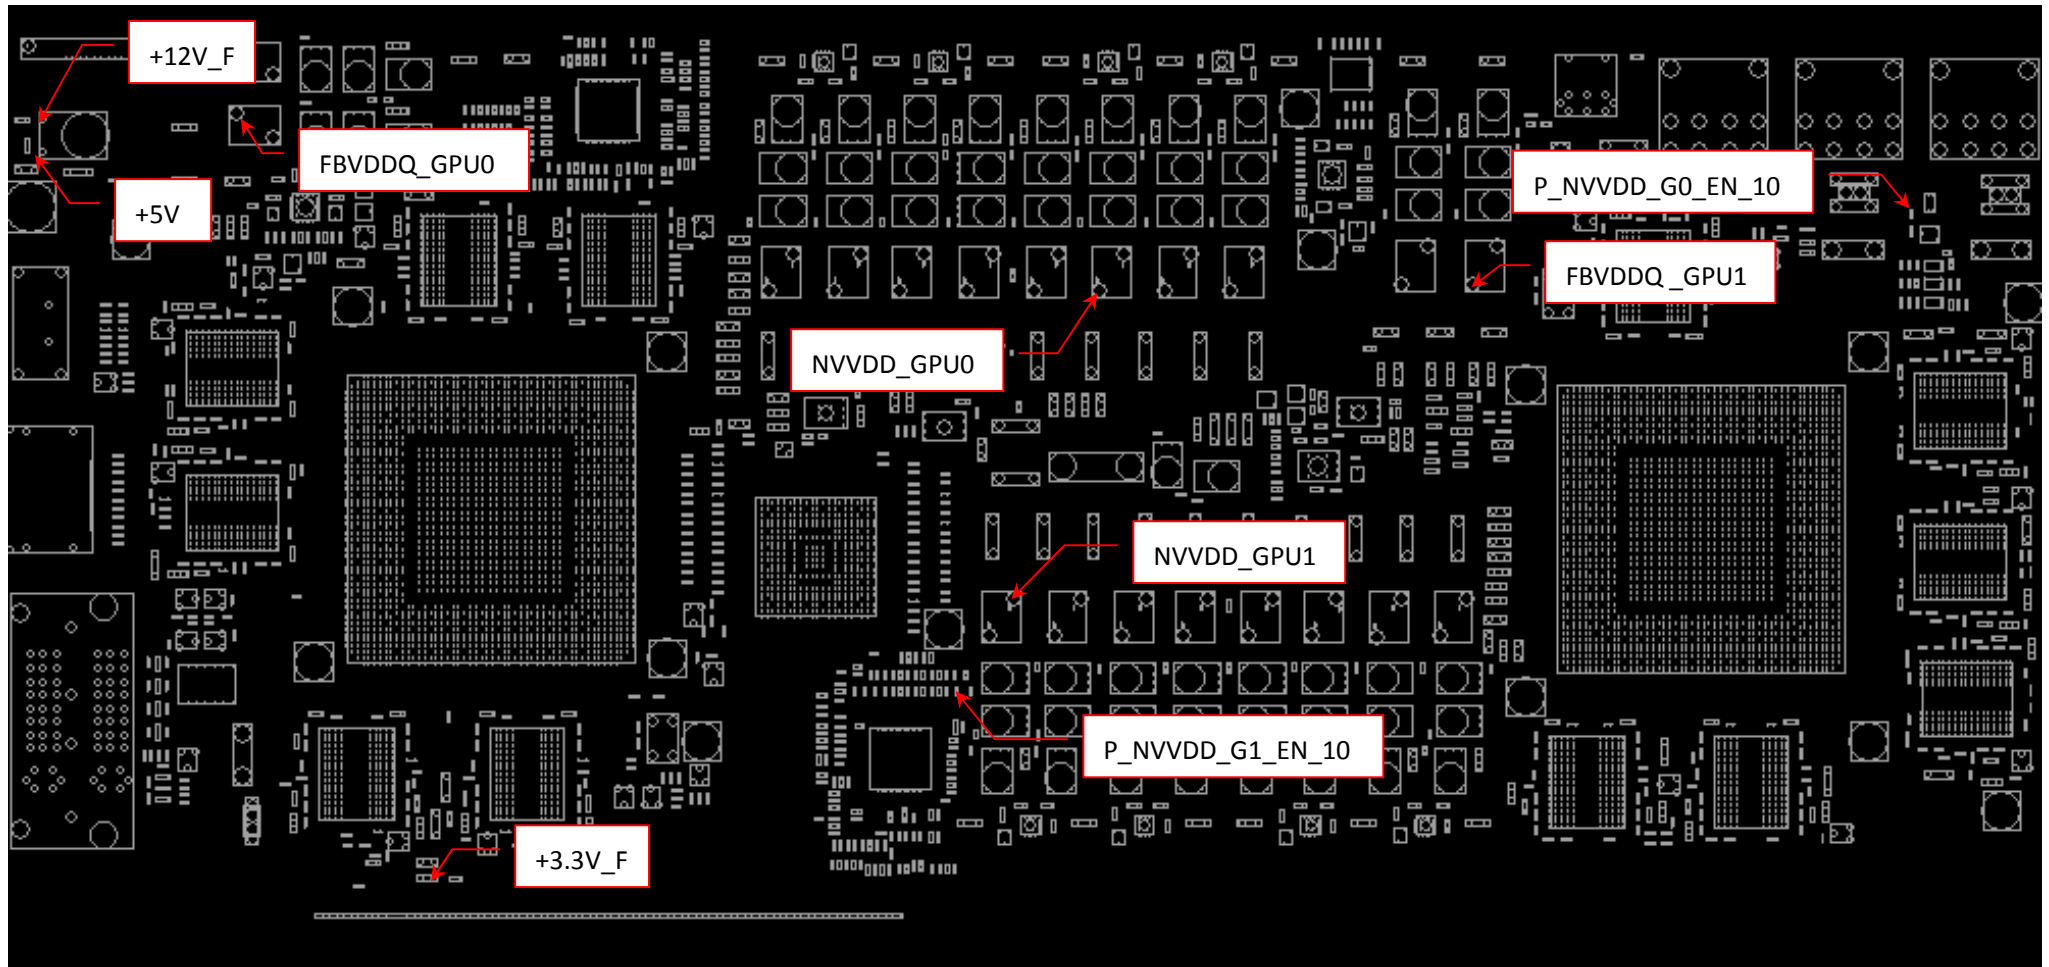 +12V_F
FBVDDQ_GPU0
+5V
P_NVVDD_G0_EN_10
FBVDDQ _GPU1
NVVDD_GPU0
NVVDD_GPU1
P_NVVDD_G1_EN_10
+3.3V_F